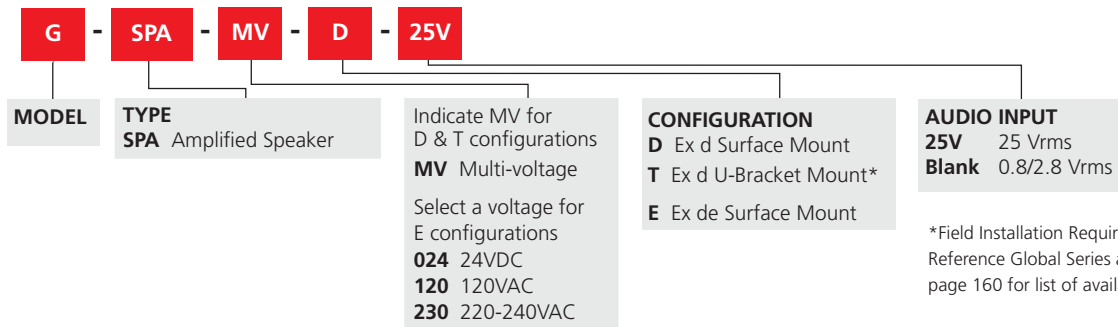 G - SPA - MV - D - 25V
MODEL
TYPE
SPA Amplified Speaker
Indicate MV for
D & T configurations
MV Multi-voltage
Select a voltage for
E configurations
024 24VDC
120 120VAC
230 220-240VAC
CONFIGURATION
D Ex d Surface Mount
T Ex d U-Bracket Mount*
E Ex de Surface Mount
AUDIO INPUT
25V 25 Vrms
Blank 0.8/2.8 Vrms
*Field Installation
Reference Global Series
page 160 for list of